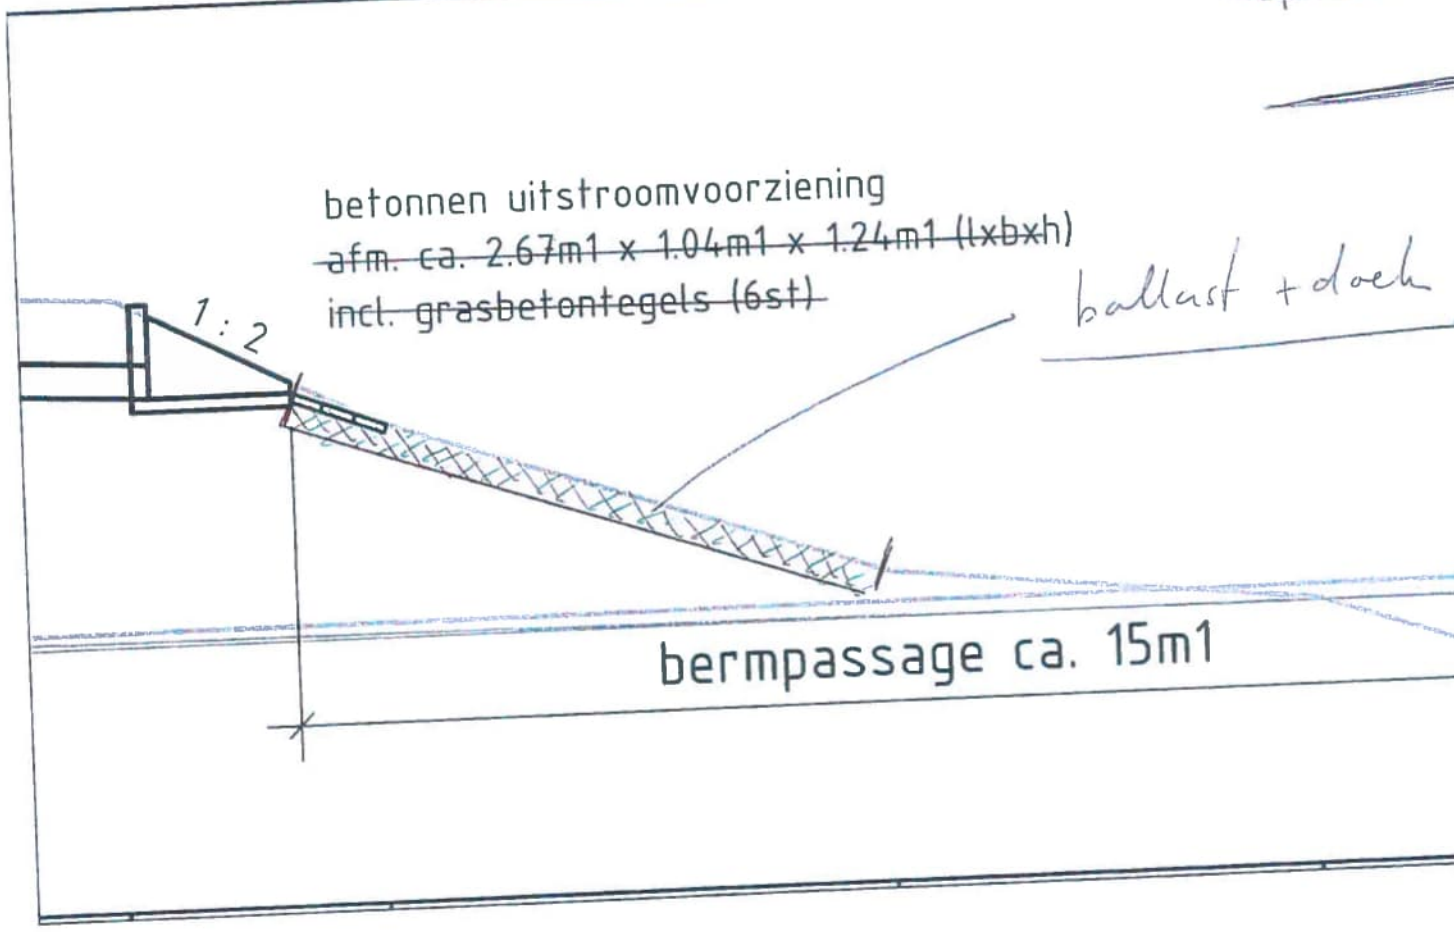 betonnen uitstroomvoorziening
afm. ca. 2.67m1 x 1.04m1 x 1.24m1 (lxbxh)
incl. grasbetontegels (6st)
ballast + doek
1:2
bermpassage ca. 15m1